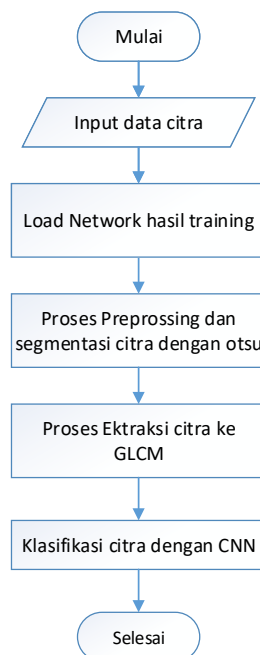 Mulai
Input data citra
Load Network hasil training
Proses Preprossing dan
segmentasi citra dengan otsu
Proses Ektraksi citra ke
GLCM
Klasifikasi citra dengan CNN
Selesai